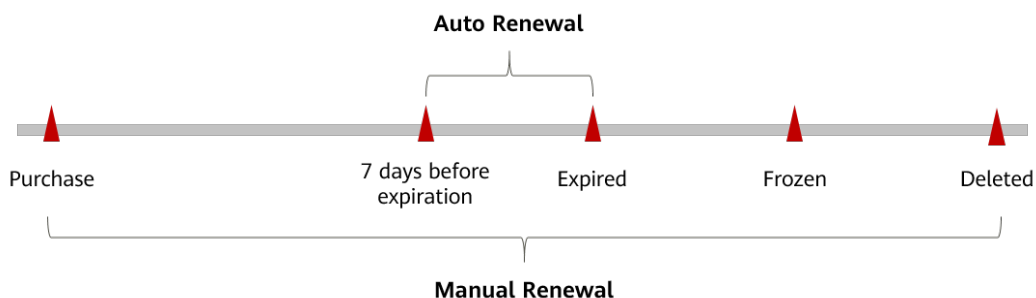 Auto Renewal
Purchase
7 days before
expiration
Expired
Frozen
Deleted
Manual Renewal